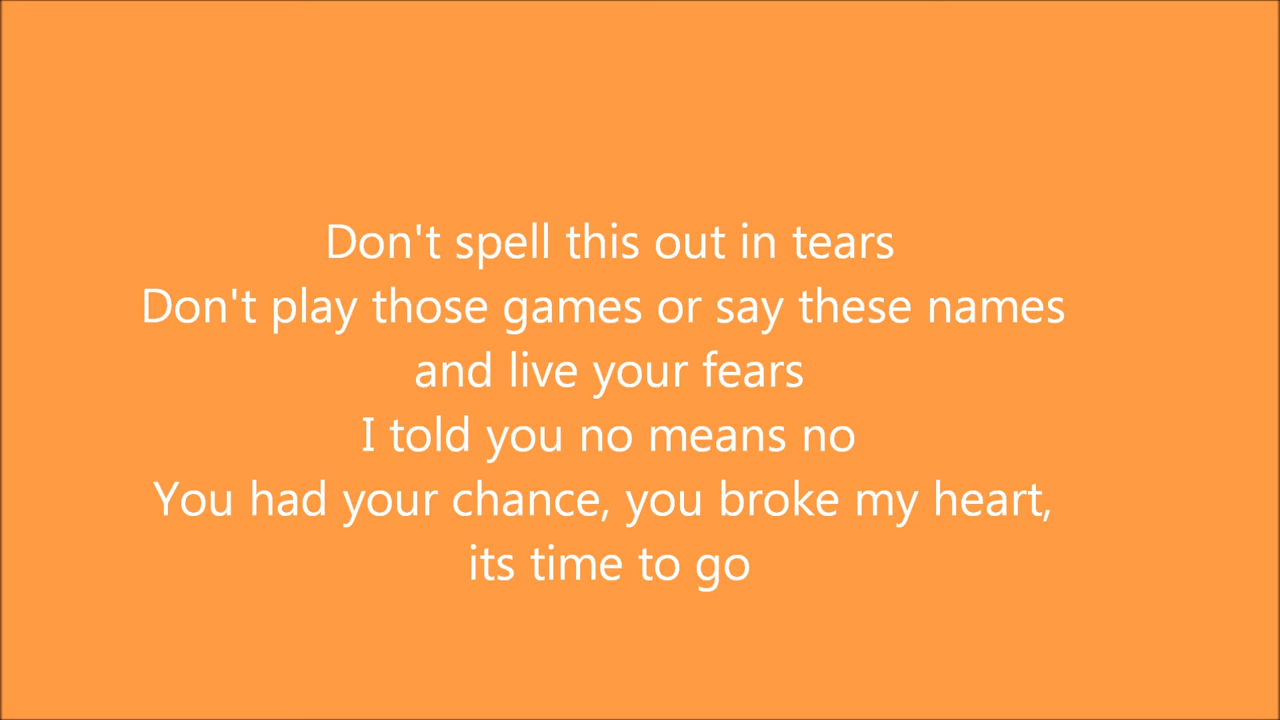 Don't spell this out in tears
Don't play those games or say these names
and live your fears
I told you no means no
You had your chance, you broke my heart,
its time to go